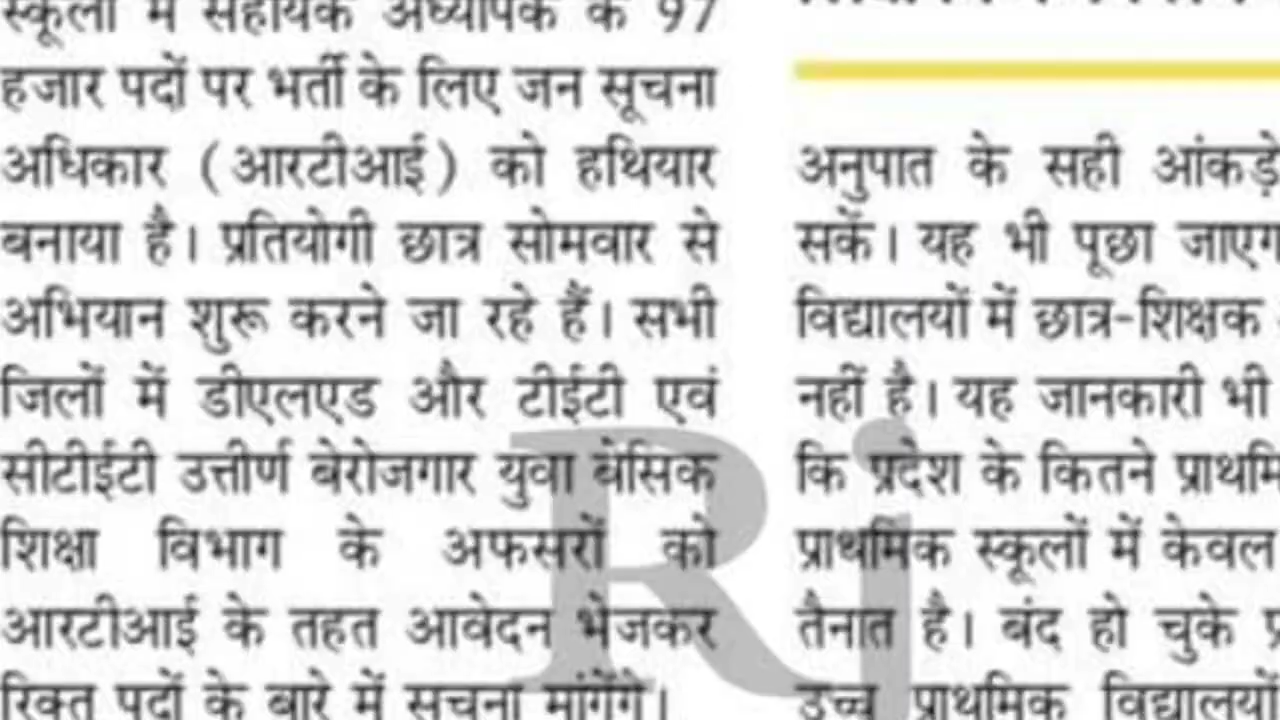 स्कूलों में सहायक अध्यापक के 97
हजार पदों पर भर्ती के लिए जन सूचना
अधिकार (आरटीआई) को हथियार
बनाया है। प्रतियोगी छात्र सोमवार से
अभियान शुरू करने जा रहे हैं। सभी
जिलों में डीएलएड और टीईटी एवं
सीटीईटी उत्तीर्ण बेरोजगार युवा बेसिक
शिक्षा विभाग के अफसरों को
आरटीआई के तहत आवेदन भेजकर
रिक्त पदों के बारे में सूचना मांगेंगे।
अनुपात के सही आंकड़े
सकें। यह भी पूछा जाएग
विद्यालयों में छात्र-शिक्षक
नहीं है। यह जानकारी भी
कि प्रदेश के कितने प्राथमि
प्राथमिक स्कूलों में केवल
तैनात है। बंद हो चुके प्र
उच्च प्राथमिक विद्यालयों
Rj